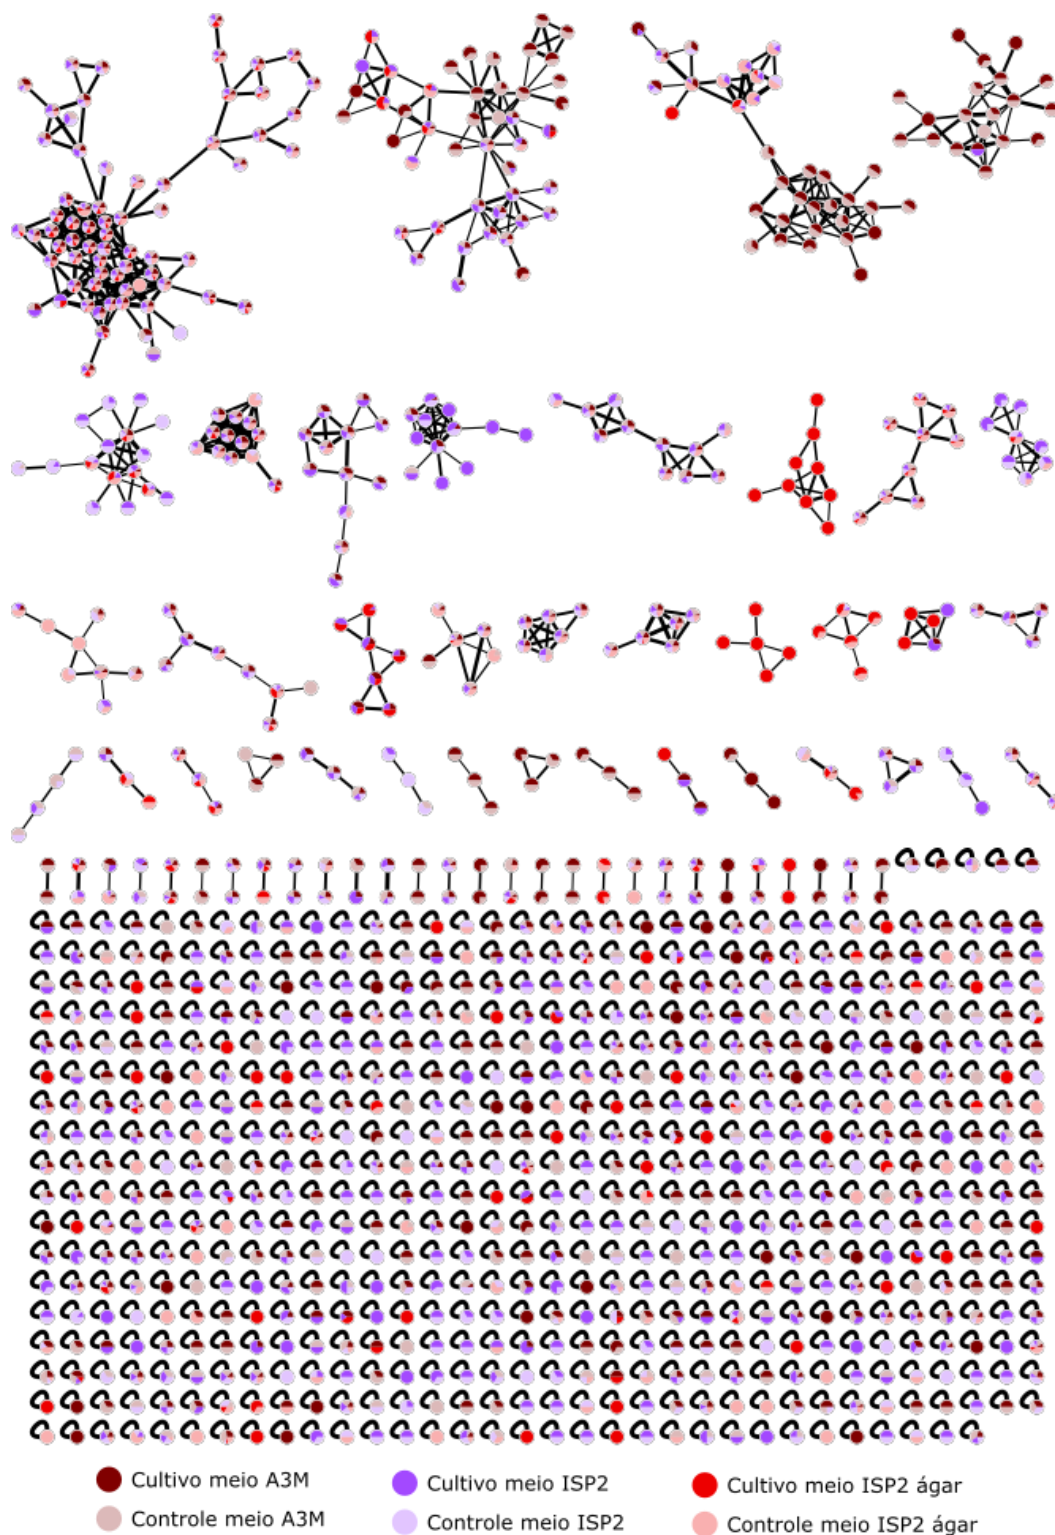 Cultivo meio A3M
Cultivo meio ISP2
Cultivo meio ISP2 ágar
Controle meio A3M
Controle meio ISP2
Controle meio ISP2 ágar